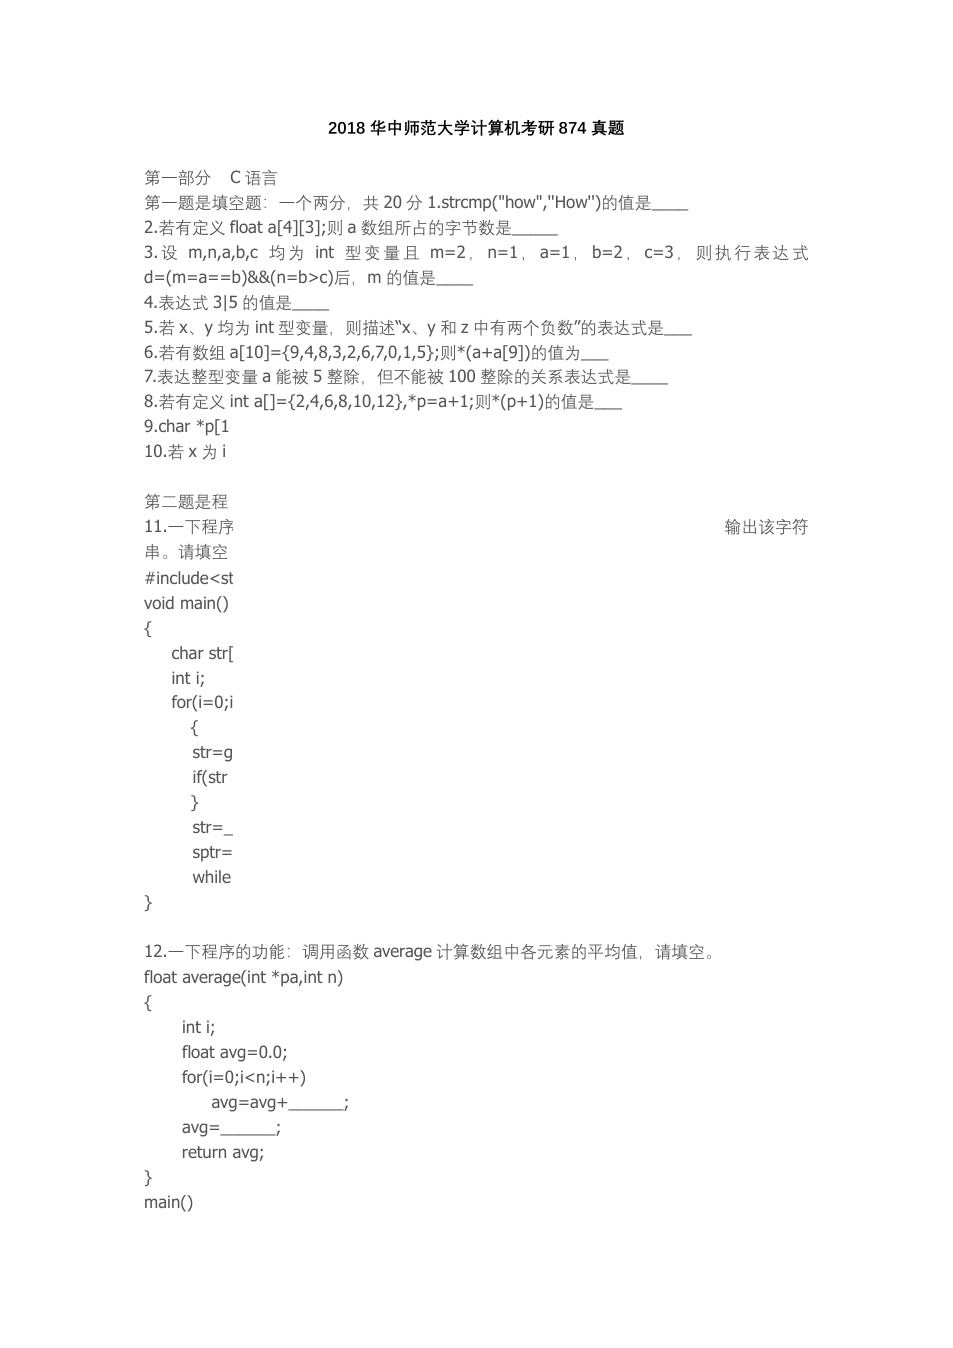 2018 华中师范大学计算机考研 874 真题
第一部分 C 语言
第一题是填空题：一个两分，共 20 分 1.strcmp("how","How")的值是____
2.若有定义 float a[4][3];则 a 数组所占的字节数是_____
3.设 m,n,a,b,c 均为 int 型变量且 m=2，n=1，a=1，b=2，c=3，则执行表达式
d=(m=a==b)&&(n=b>c)后，m 的值是____
4.表达式 3|5 的值是____
5.若 x、y 均为 int 型变量，则描述“x、y 和 z 中有两个负数”的表达式是___
6.若有数组 a[10]={9,4,8,3,2,6,7,0,1,5};则*(a+a[9])的值为___
7.表达整型变量 a 能被 5 整除，但不能被 100 整除的关系表达式是____
8.若有定义 int a[]={2,4,6,8,10,12},*p=a+1;则*(p+1)的值是___
9.char *p[1
10.若 x 为 i
第二题是程
11.一下程序 输出该字符
串。请填空
#include<st
void main()
{
char str[
int i;
for(i=0;i
{
str=g
if(str
}
str=_
sptr=
while
}
12.一下程序的功能：调用函数 average 计算数组中各元素的平均值，请填空。
float average(int *pa,int n)
{
int i;
float avg=0.0;
for(i=0;i<n;i++)
avg=avg+______;
avg=______;
return avg;
}
main()